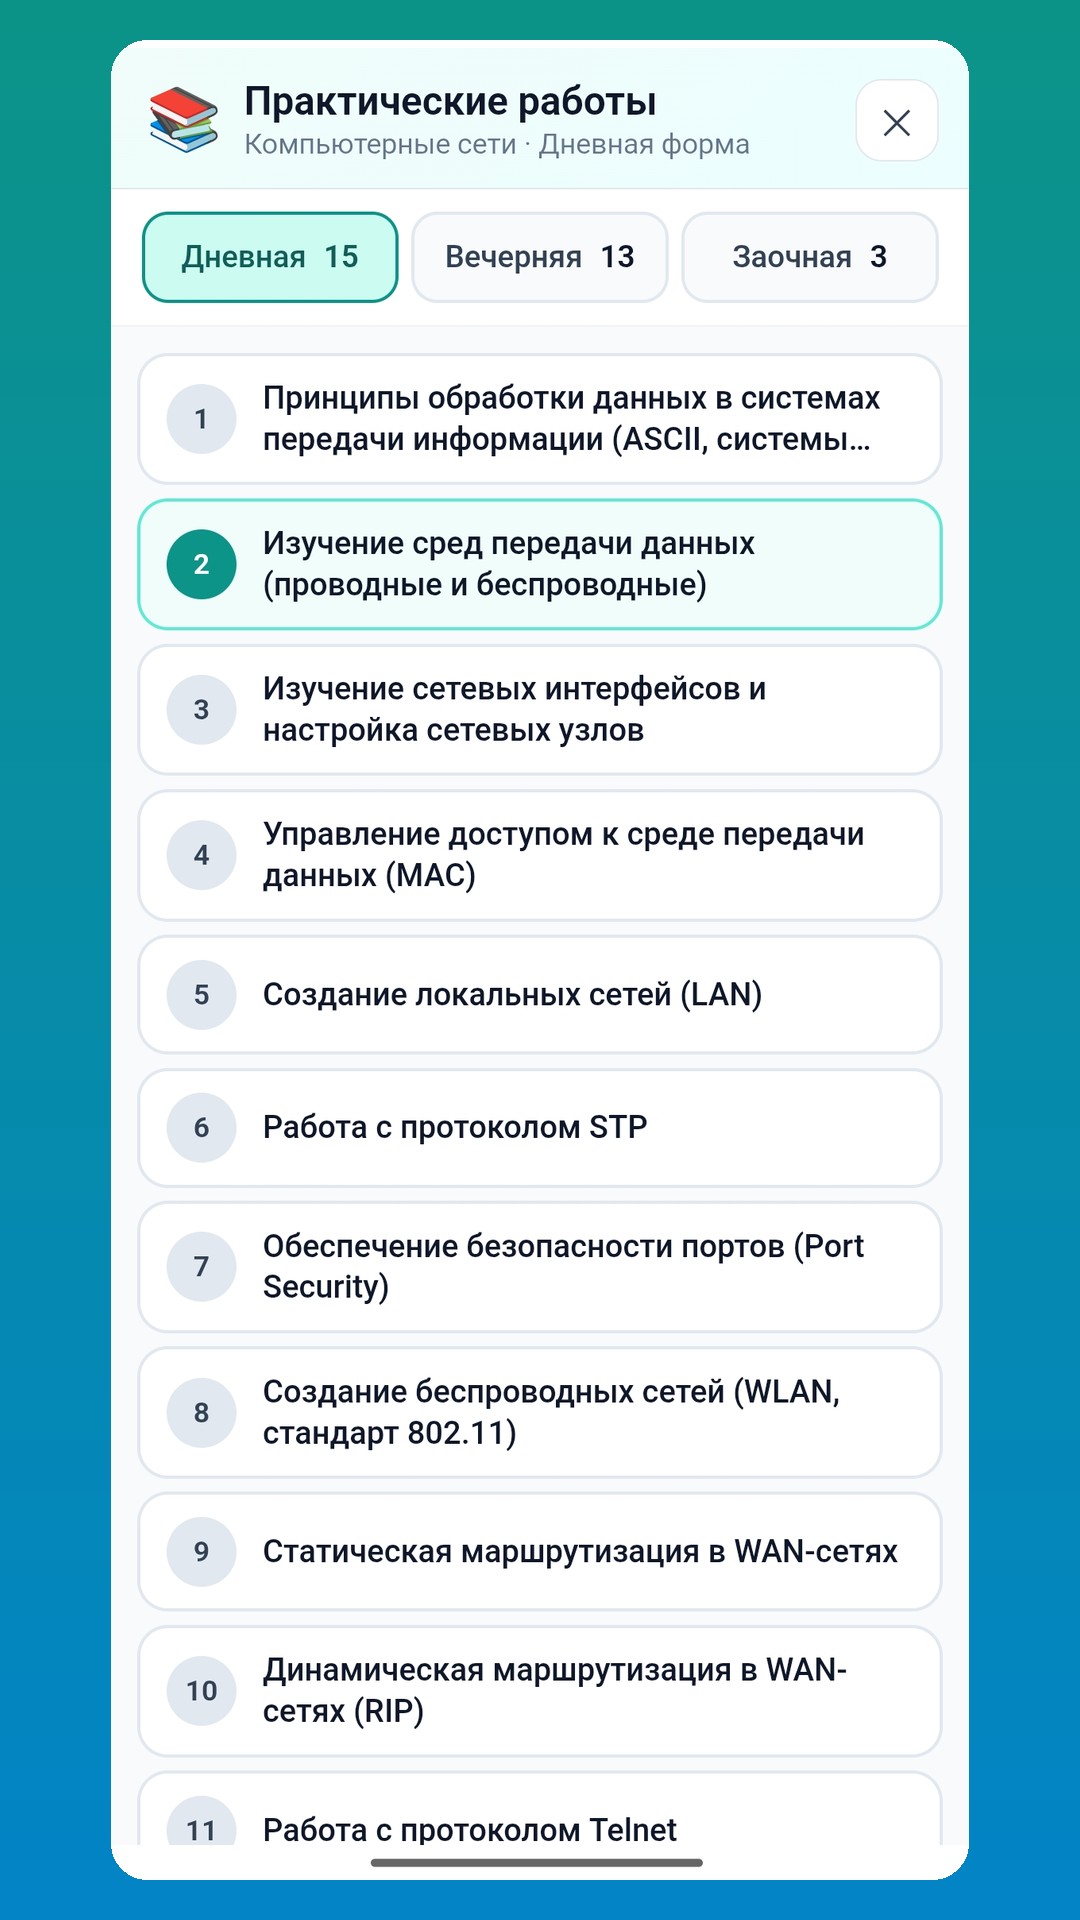 Практические работы
Компьютерные сети · Дневная форма
Дневная 15
Вечерняя 13
Заочная 3
1
Принципы обработки данных в системах
передачи информации (ASCII, системы...
2
Изучение сред передачи данных
(проводные и беспроводные)
3
Изучение сетевых интерфейсов и
настройка сетевых узлов
4
Управление доступом к среде передачи
данных (MAC)
5
Создание локальных сетей (LAN)
6
Работа с протоколом STP
7
Обеспечение безопасности портов (Port
Security)
8
Создание беспроводных сетей (WLAN,
стандарт 802.11)
9
Статическая маршрутизация в WAN-сетях
10
Динамическая маршрутизация в WAN-
сетях (RIP)
11
Работа с протоколом Telnet